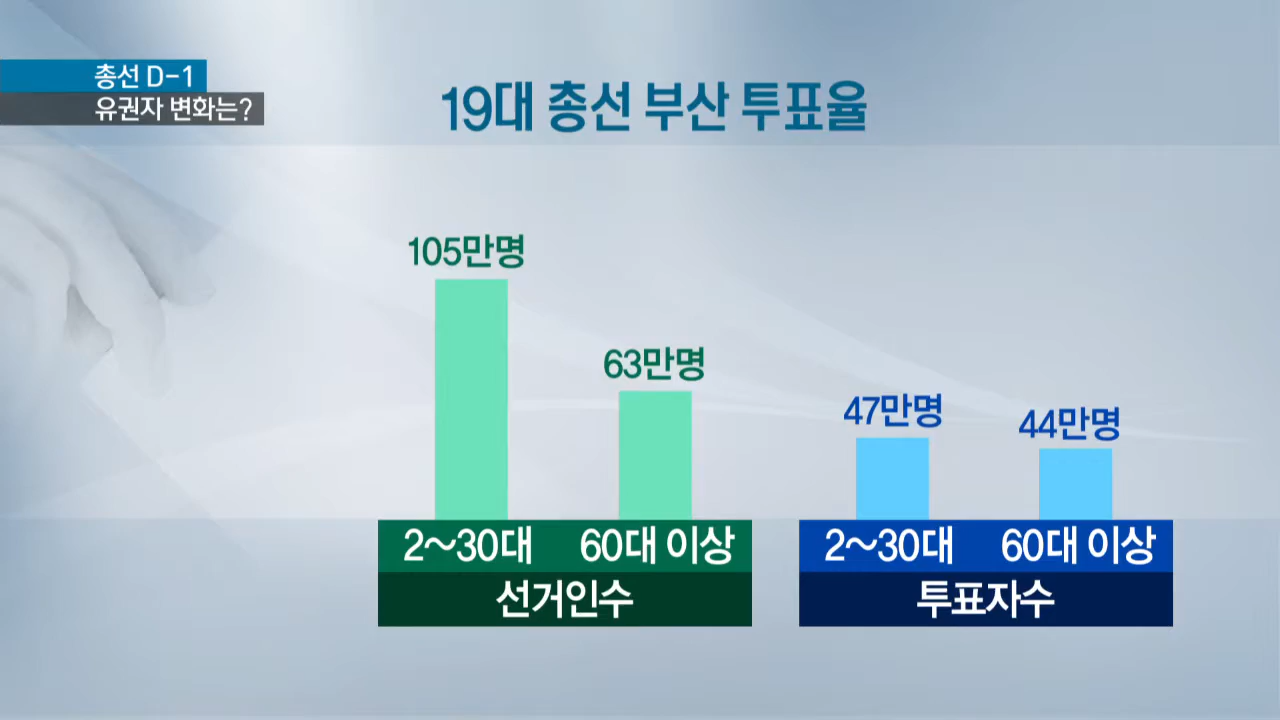 총선 D-1
유권자 변화는?
19대 총선 부산 투표율
105만명
63만명
47만명
44만명
2~30대 60대 이상
선거인수
2~30대 60대 이상
투표자수